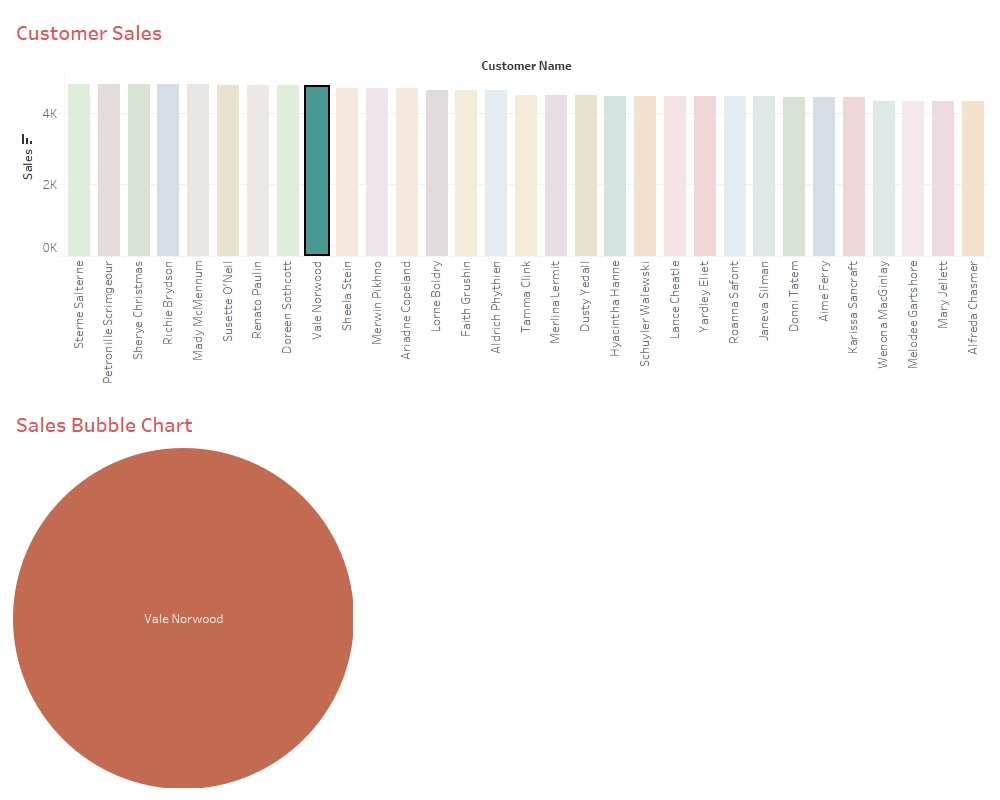 Customer Sales
Customer Name
Sales
4K
2K
0K
Sterne Salterne
Petronille Scrimgeour
Sherye Christmas
Richie Brydson
Mady McMennum
Susette O'Neil
Renato Paulin
Doreen Sothcott
Vale Norwood
Sheela Stein
Merwin Pikhno
Ariadne Copeland
Lorne Boldry
Faith Grushin
Aldrich Phythien
Tamma Clink
Merlina Lermit
Dusty Yedall
Hyacintha Hanne
Schuyler Walewski
Lance Cheatle
Yardley Eliet
Roanna Safont
Janeva Silman
Donni Tatem
Aime Ferry
Karissa Sancraft
Wenona MacGinlay
Melodee Gartshore
Mary Jellett
Alfreda Chasmer
Sales Bubble Chart
Vale Norwood